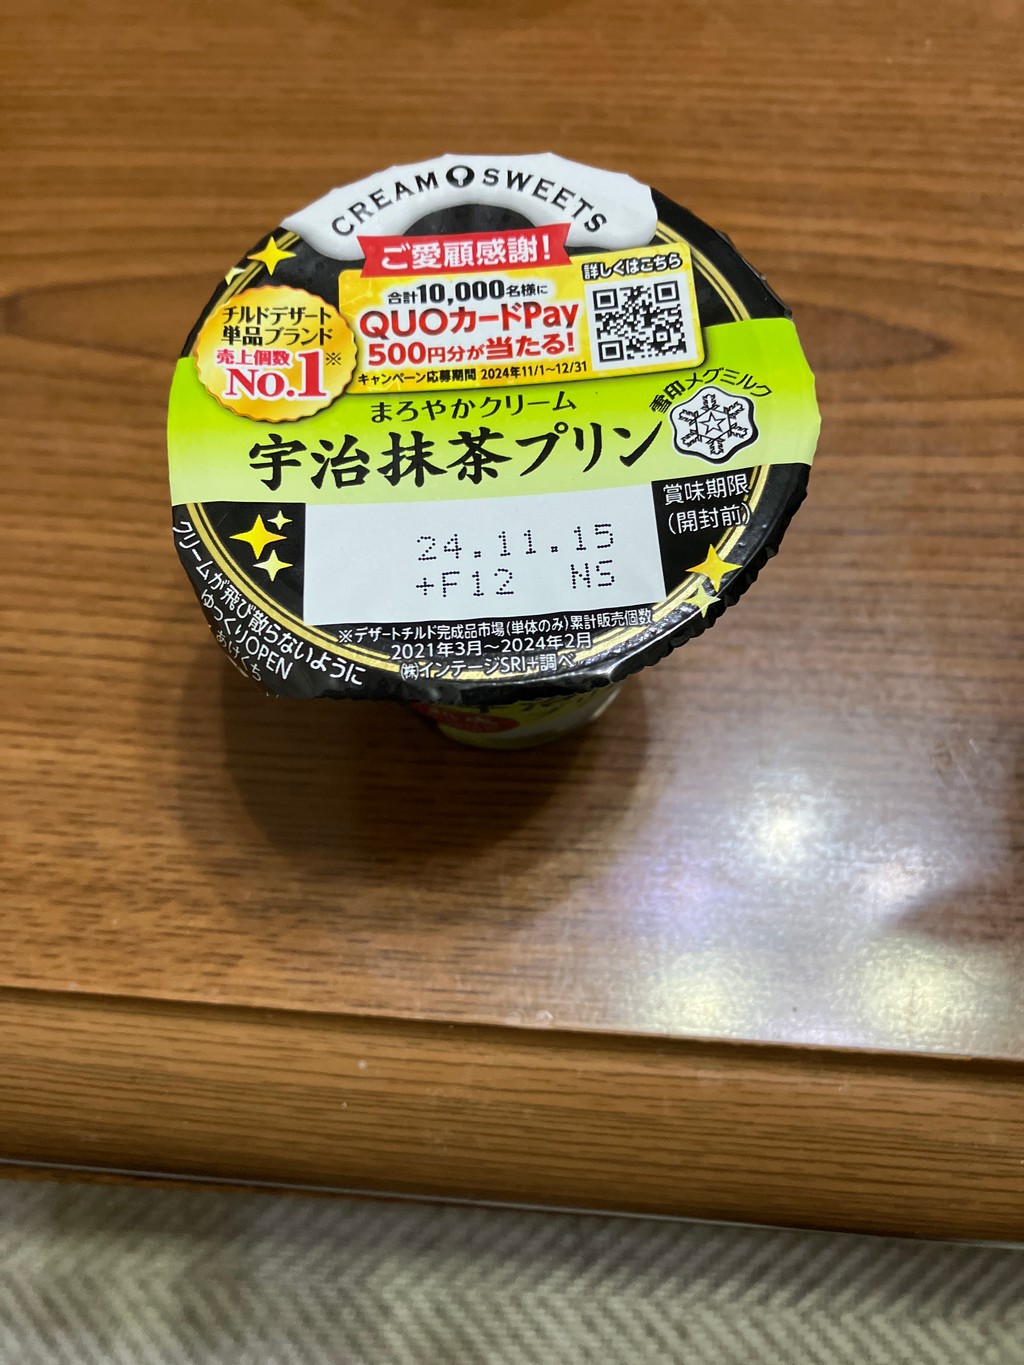 CREAM SWEETS
ご愛顧感謝!
詳しくはこちら
合計10,000名様に
QUOカードPay
500円分が当たる!
キャンペーン応募期間 2024年11/1~12/31
チルドデザート
単品ブランド
売上個数※
No.1
まろやかクリーム
宇治抹茶プリン
雪印メグミルク
賞味期限
(開封前)
24.11.15
+F12 NS
※デザートチルド完成品市場(単体のみ)累計販売個数
2021年3月~2024年2月
㈱インテージSRI+調べ
クリームが飛び散らないように
ゆっくりOPEN
あけくち